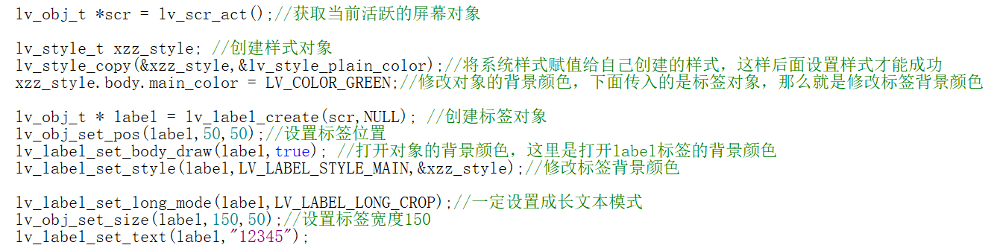 lv_obj_t *scr = lv_scr_act();//获取当前活跃的屏幕对象
lv_style_t xzz_style; //创建样式对象
lv_style_copy(&xzz_style,&lv_style_plain_color);//将系统样式赋值给自己创建的样式，这样后面设置样式才能成功
xzz_style.body.main_color = LV_COLOR_GREEN;//修改对象的背景颜色，下面传入的是标签对象，那么就是修改标签背景颜色
lv_obj_t * label = lv_label_create(scr,NULL); //创建标签对象
lv_obj_set_pos(label,50,50);//设置标签位置
lv_label_set_body_draw(label,true); //打开对象的背景颜色，这里是打开label标签的背景颜色
lv_label_set_style(label,LV_LABEL_STYLE_MAIN,&xzz_style);//修改标签背景颜色
lv_label_set_long_mode(label,LV_LABEL_LONG_CROP);//一定设置成长文本模式
lv_obj_set_size(label,150,50);//设置标签宽度150
lv_label_set_text(label,"12345");